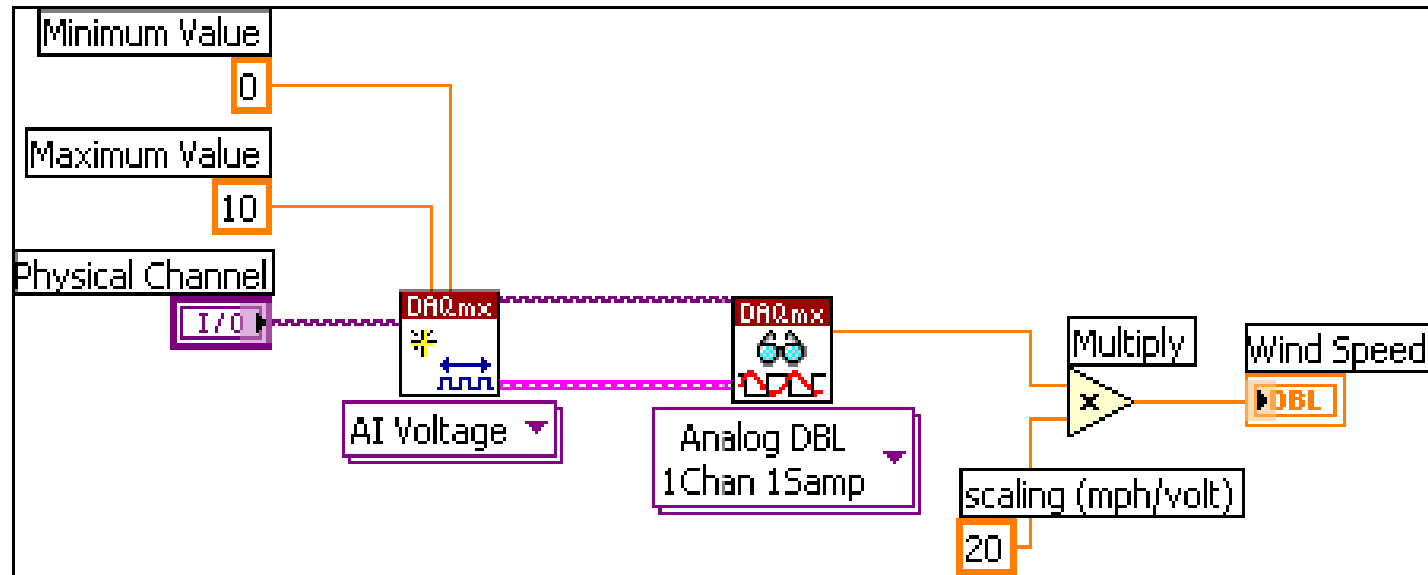 Minimum Value
0
Maximum Value
10
Physical Channel
I/O
DAQmx
AI Voltage
DAQmx
Analog DBL
1Chan 1Samp
Multiply
x
Wind Speed
DBL
scaling (mph/volt)
20